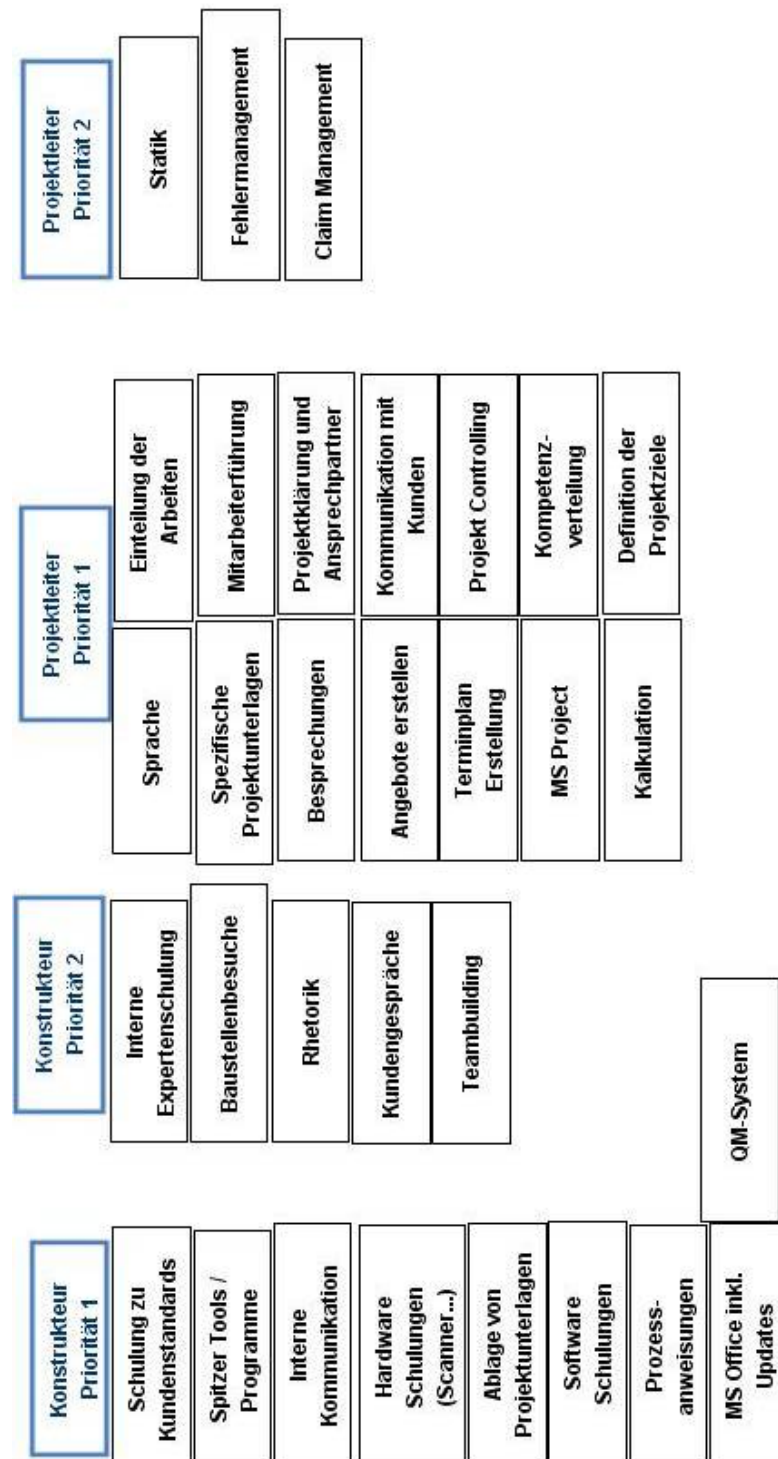 Konstrukteur
Priorität 1
Schulung zu
Kundenstandards
Spitzer Tools /
Programme
Interne
Kommunikation
Hardware
Schulungen
(Scanner...)
Ablage von
Projektunterlagen
Software
Schulungen
Prozess-
anweisungen
MS Office inkl.
Updates
QM-System
Konstrukteur
Priorität 2
Interne
Expertenschulung
Baustellenbesuche
Rhetorik
Kundengespräche
Teambuilding
Projektleiter
Priorität 1
Sprache
Spezifische
Projektunterlagen
Besprechungen
Angebote erstellen
Terminplan
Erstellung
MS Project
Kalkulation
Einteilung der
Arbeiten
Mitarbeiterführung
Projektklärung und
Ansprechpartner
Kommunikation mit
Kunden
Projekt Controlling
Kompetenz-
verteilung
Definition der
Projektziele
Projektleiter
Priorität 2
Statik
Fehlermanagement
Claim Management